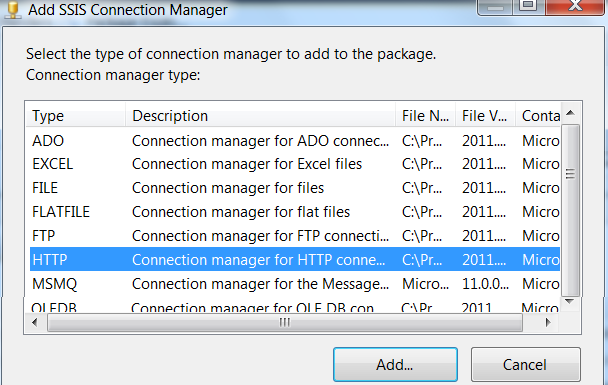 Add SSIS Connection Manager
Select the type of connection manager to add to the package.
Connection manager type:
Type Description File N... File V... Conta
ADO Connection manager for ADO connec... C:\Pr... 2011.... Micro
EXCEL Connection manager for Excel files C:\Pr... 2011.... Micro
FILE Connection manager for files C:\Pr... 2011.... Micro
FLATFILE Connection manager for flat files C:\Pr... 2011.... Micro
FTP Connection manager for FTP connecti... C:\Pr... 2011.... Micro
HTTP Connection manager for HTTP conne... C:\Pr... 2011.... Micro
MSMQ Connection manager for the Message... Micro... 11.0.0... Micro
OLEDB Connection manager for OLE DB con... C:\Pr... 2011.... Micro
Add... Cancel